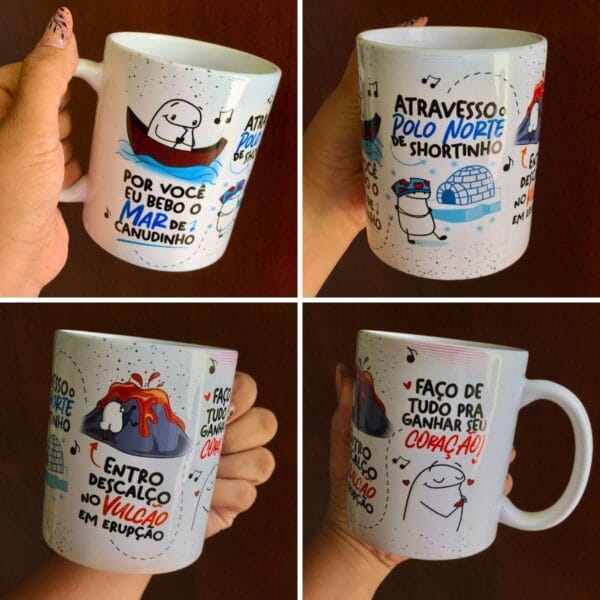 POR VOCÊ
EU BEBO O
MAR DE
CANUDINHO
ATRAVESSO O
POLO NORTE
DE SHORTINHO
ENTRO
DESCALÇO
NO VULCÃO
EM ERUPÇÃO
FAÇO DE
TUDO PRA
GANHAR SEU
CORAÇÃO!